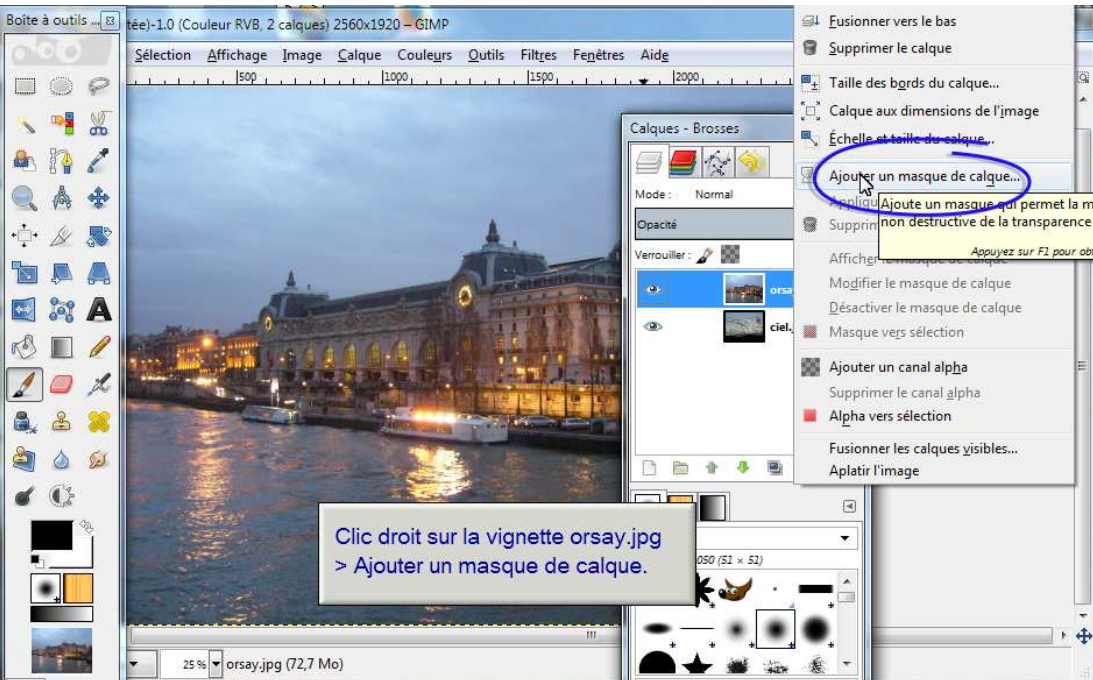 Boîte à outils ...
tée)-1.0 (Couleur RVB, 2 calques) 2560x1920 – GIMP
Sélection Affichage Image Calque Couleurs Outils Filtres Fenêtres Aide
500 1000 1500 2000
Calques - Brosses
Mode : Normal
Opacité
Verrouiller :
orsa
ciel.
Fusionner vers le bas
Supprimer le calque
Taille des bords du calque...
Calque aux dimensions de l'image
Échelle et taille du calque...
Ajouter un masque de calque...
Appliqu
Ajoute un masque qui permet la m
Supprim
non destructive de la transparence
Appuyez sur F1 pour obt
Afficher le masque de calque
Modifier le masque de calque
Désactiver le masque de calque
Masque vers sélection
Ajouter un canal alpha
Supprimer le canal alpha
Alpha vers sélection
Fusionner les calques visibles...
Aplatir l'image
Clic droit sur la vignette orsay.jpg
> Ajouter un masque de calque.
050 (51 × 51)
25 % orsay.jpg (72,7 Mo)